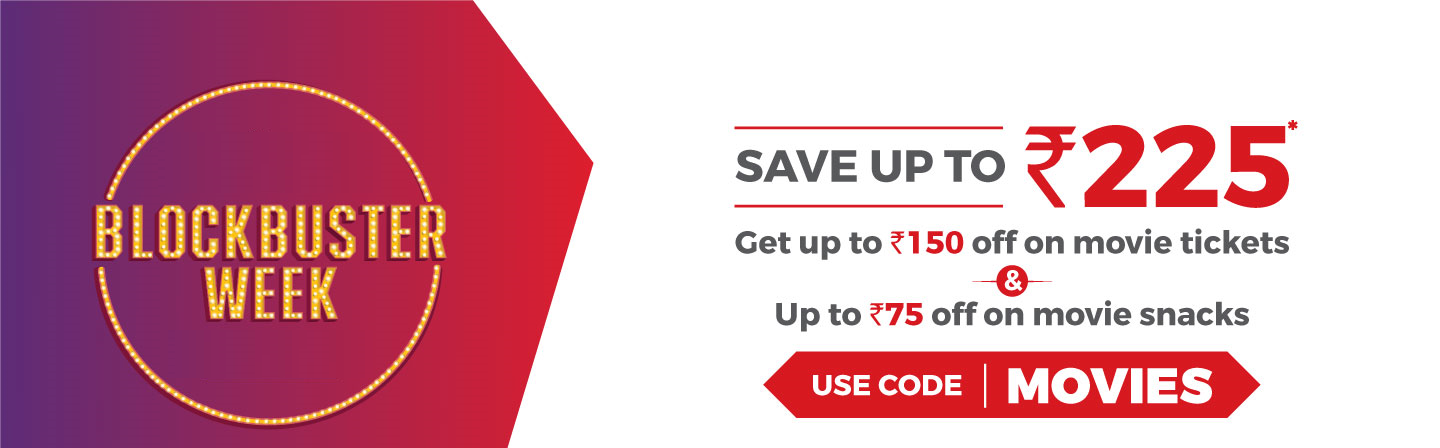 BLOCKBUSTER
WEEK
SAVE UP TO ₹225*
Get up to ₹150 off on movie tickets
&
Up to ₹75 off on movie snacks
USE CODE | MOVIES